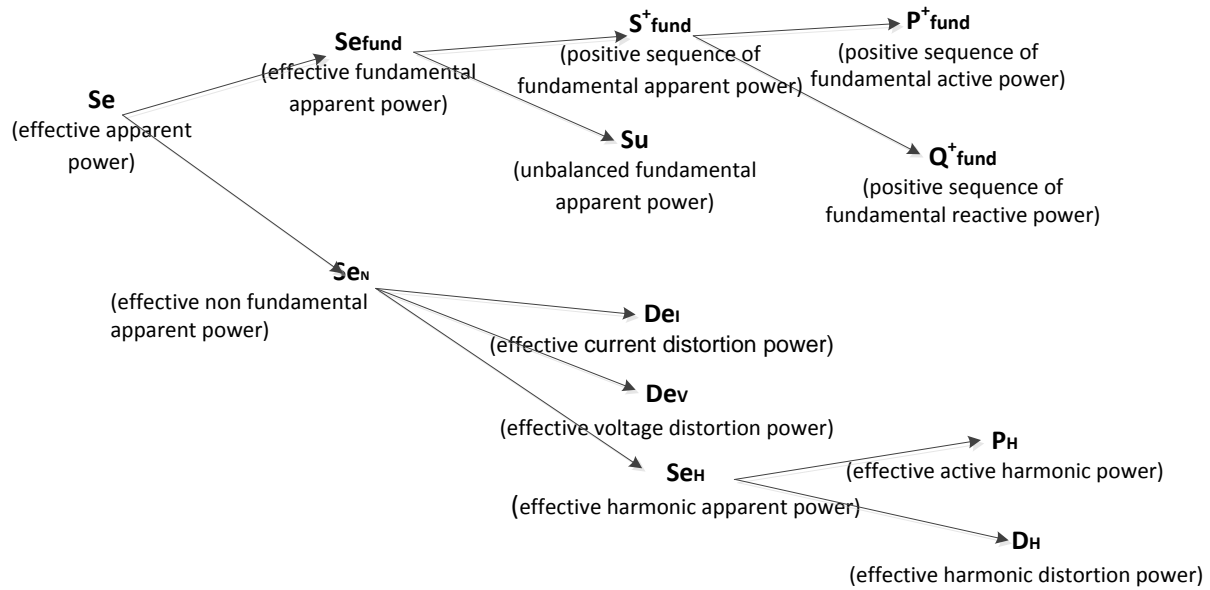 Se
(effective apparent
power)
Sefund
(effective fundamental
apparent power)
S+fund
(positive sequence of
fundamental apparent power)
P+fund
(positive sequence of
fundamental active power)
Su
(unbalanced fundamental
apparent power)
Q+fund
(positive sequence of
fundamental reactive power)
SeN
(effective non fundamental
apparent power)
DeI
(effective current distortion power)
DeV
(effective voltage distortion power)
SeH
(effective harmonic apparent power)
PH
(effective active harmonic power)
DH
(effective harmonic distortion power)